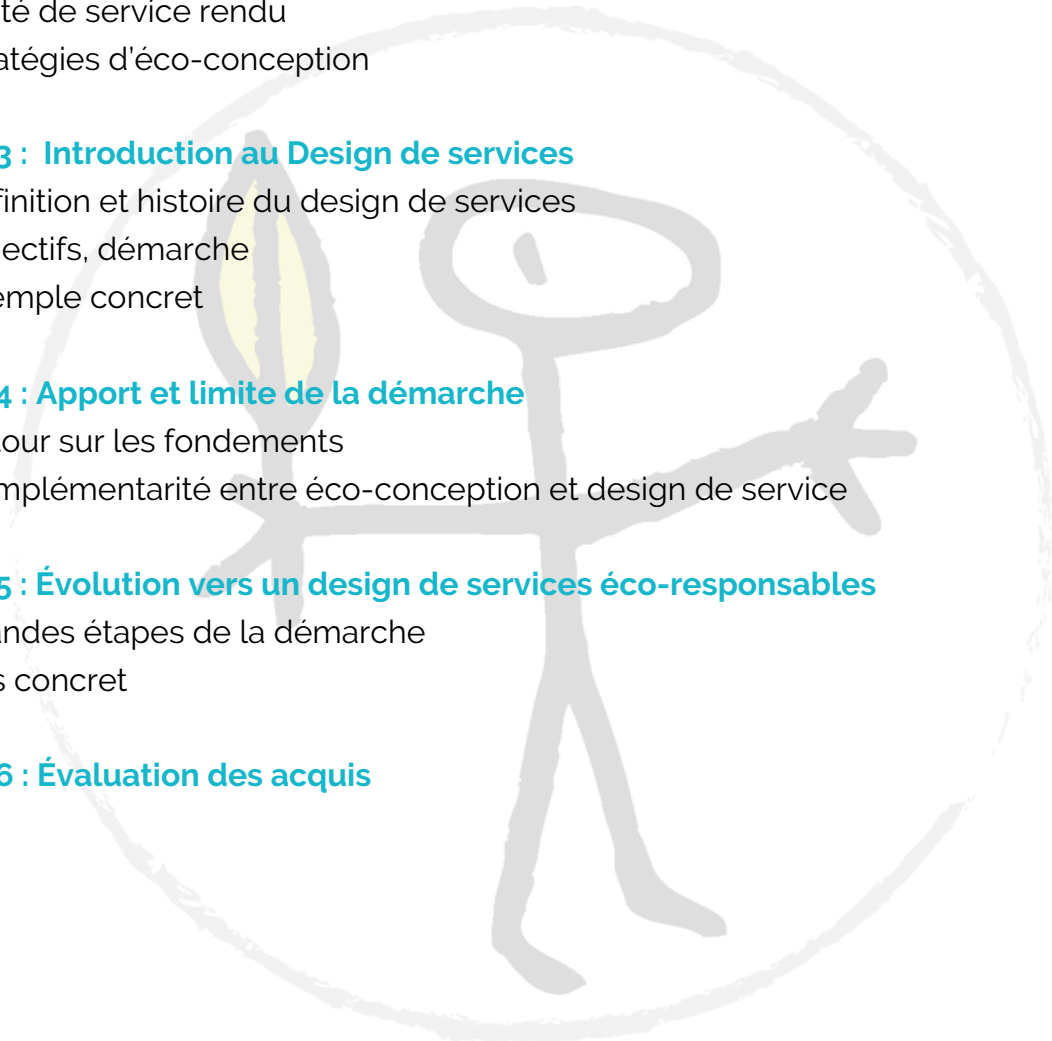 té de service rendu
atégies d’éco-conception
3 : Introduction au Design de services
finition et histoire du design de services
ectifs, démarche
emple concret
4 : Apport et limite de la démarche
tour sur les fondements
mplémentarité entre éco-conception et design de service
5 : Évolution vers un design de services éco-responsables
andes étapes de la démarche
s concret
6 : Évaluation des acquis